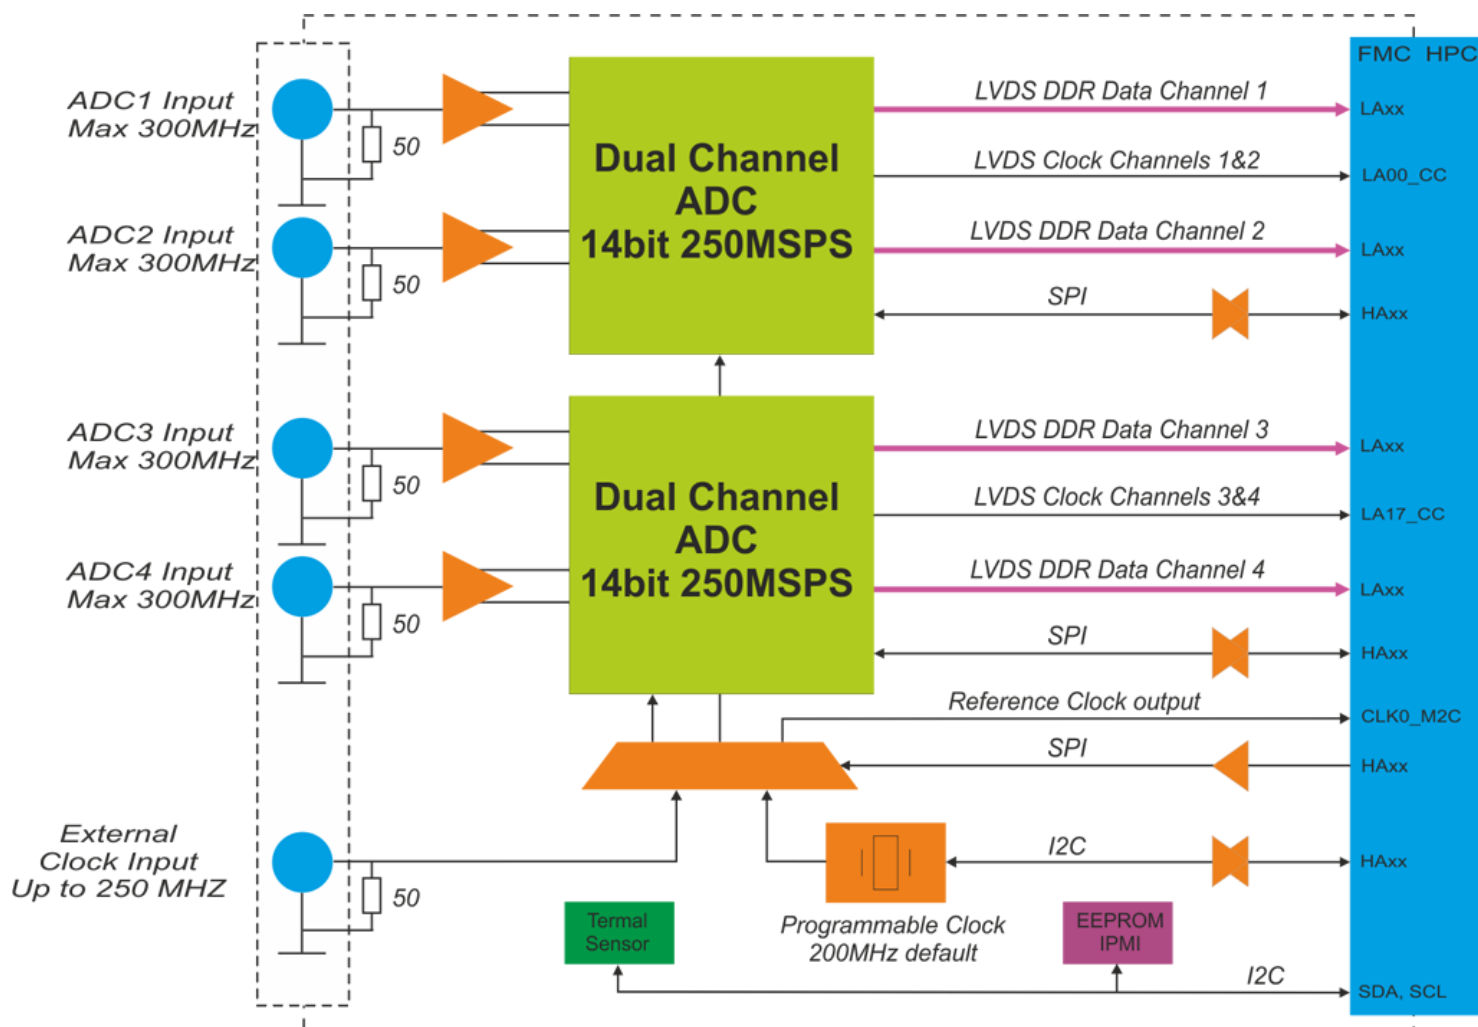 FMC HPC
ADC1 Input
Max 300MHz
50
Dual Channel
ADC
14bit 250MSPS
LVDS DDR Data Channel 1
LAxx
LVDS Clock Channels 1&2
LA00_CC
ADC2 Input
Max 300MHz
50
LVDS DDR Data Channel 2
LAxx
SPI
HAxx
ADC3 Input
Max 300MHz
50
Dual Channel
ADC
14bit 250MSPS
LVDS DDR Data Channel 3
LAxx
LVDS Clock Channels 3&4
LA17_CC
ADC4 Input
Max 300MHz
50
LVDS DDR Data Channel 4
LAxx
SPI
HAxx
Reference Clock output
CLK0_M2C
SPI
HAxx
External
Clock Input
Up to 250 MHZ
50
I2C
HAxx
Programmable Clock
200MHz default
Termal
Sensor
EEPROM
IPMI
I2C
SDA, SCL